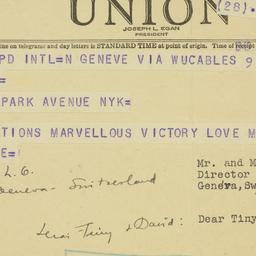 UNION
(28).
JOSEPH L. EGAN
PRESIDENT
ne on telegrams and day letters is STANDARD TIME at point of origin. Time of receipt
PD INTL=N GENEVE VIA WUCABLES 9
=
PARK AVENUE NYK=
TIONS MARVELLOUS VICTORY LOVE M
E=
L.C.
Geneva - Switzerland
Mr. and M
Director
Geneva, Sw
Tiny & David:
Dear Tiny